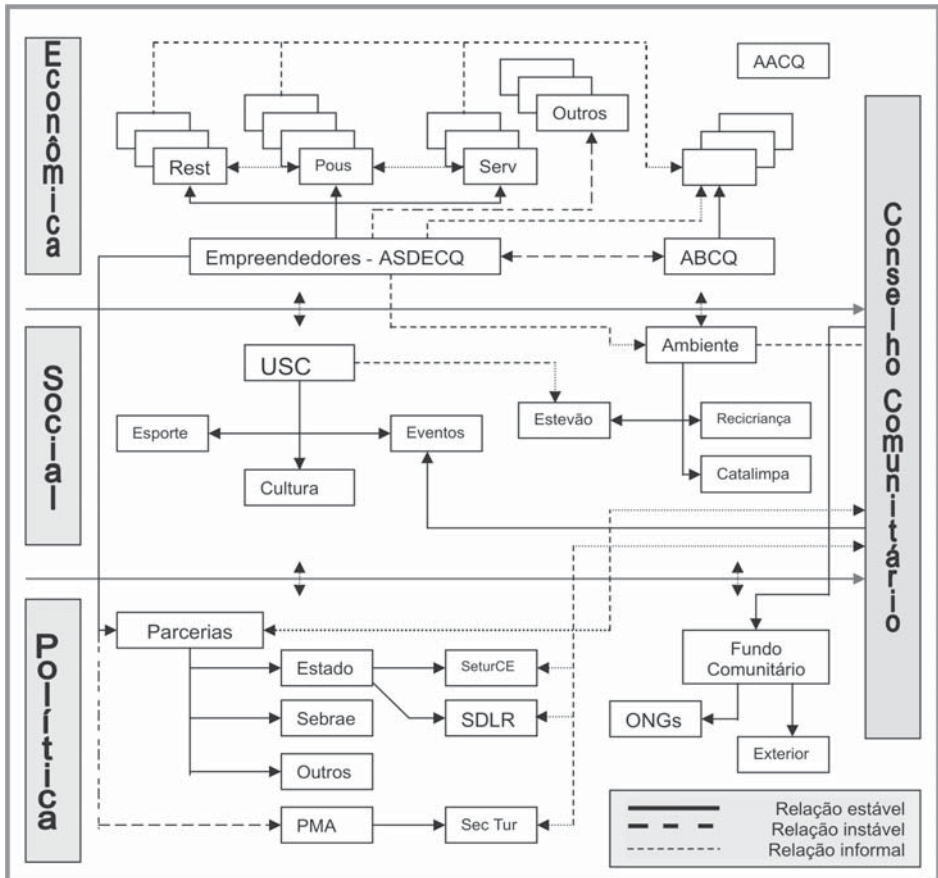 Econômica
AACQ
Outros
Rest
Pous
Serv
Empreendedores - ASDECQ
ABCQ
Conselho Comunitário
Social
USC
Ambiente
Esporte
Eventos
Estevão
Recicriança
Cultura
Catalimpa
Política
Parcerias
Estado
SeturCE
Fundo
Comunitário
Sebrae
SDLR
ONGs
Exterior
Outros
PMA
Sec Tur
Relação estável
Relação instável
Relação informal